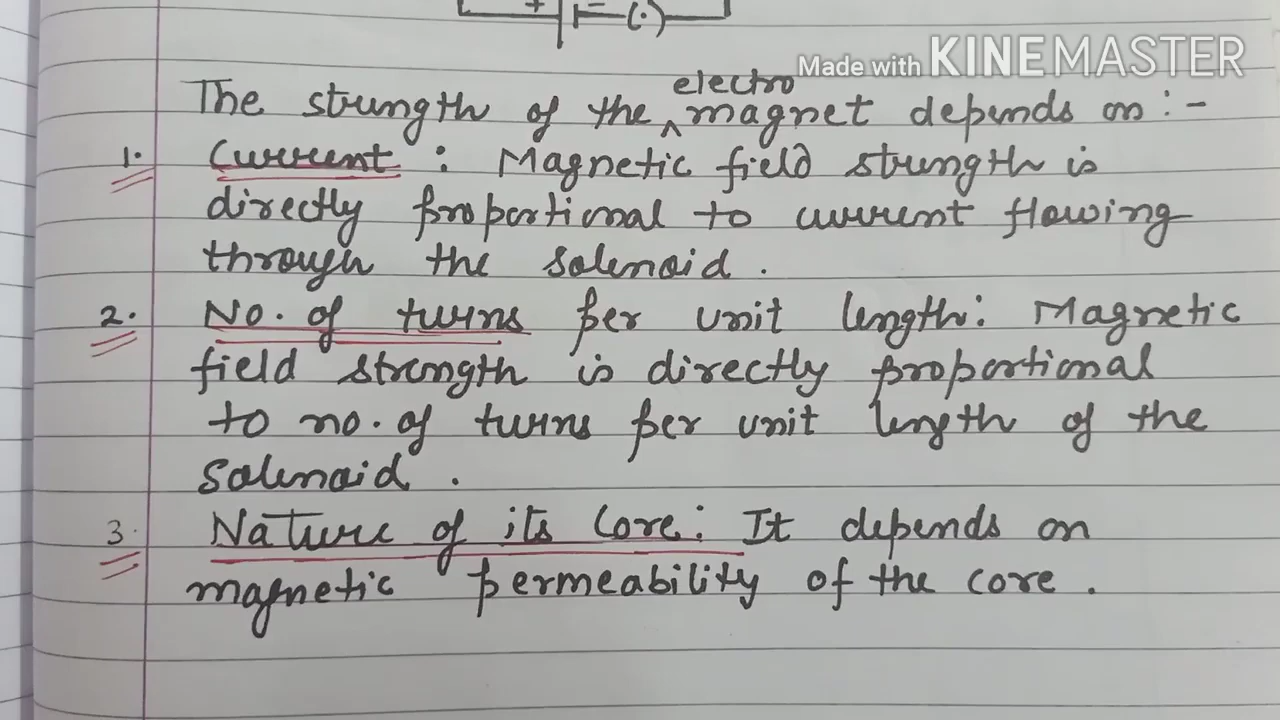 Made with KINEMASTER
The strength of the electro magnet depends on :-
1. Current : Magnetic field strength is
directly proportional to current flowing
through the solenoid .
2. No. of turns per unit length: Magnetic
field strength is directly proportional
to no. of turns per unit length of the
solenoid .
3. Nature of its Core: It depends on
magnetic permeability of the core .